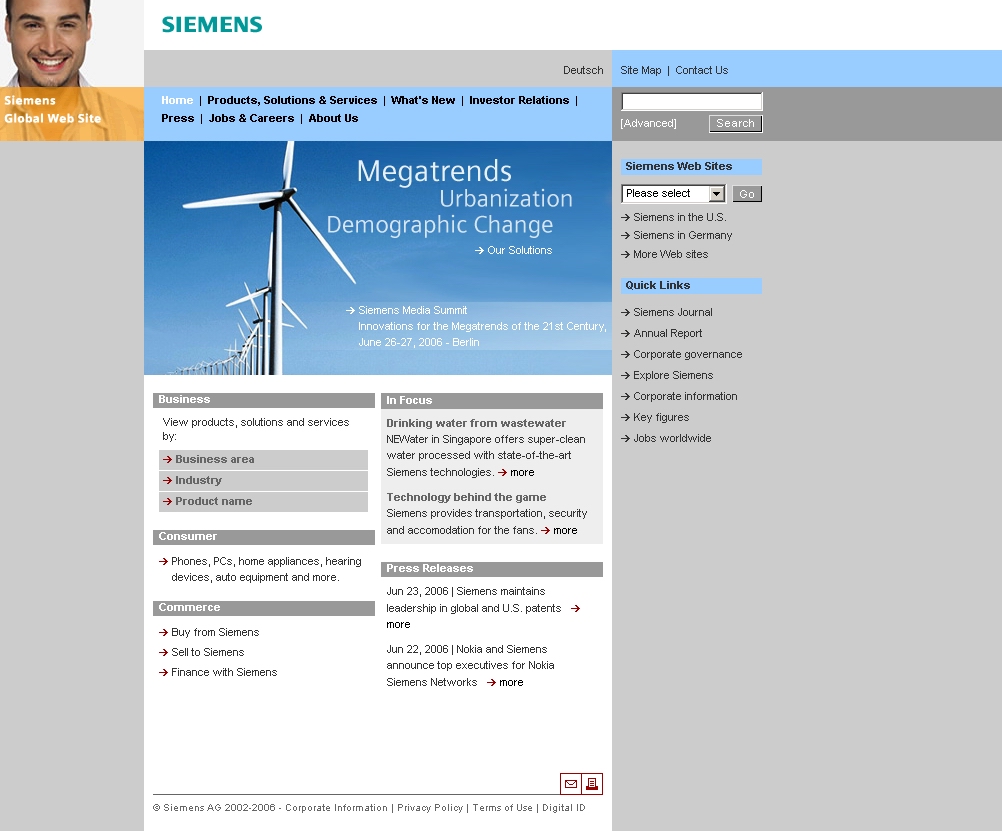 SIEMENS
Deutsch
Site Map | Contact Us
Siemens
Global Web Site
Home | Products, Solutions & Services | What's New | Investor Relations |
Press | Jobs & Careers | About Us
[Advanced]
Search
Megatrends
Urbanization
Demographic Change
Our Solutions
Siemens Media Summit
Innovations for the Megatrends of the 21st Century,
June 26-27, 2006 - Berlin
Siemens Web Sites
Please select
Go
Siemens in the U.S.
Siemens in Germany
More Web sites
Quick Links
Siemens Journal
Annual Report
Corporate governance
Explore Siemens
Corporate information
Key figures
Jobs worldwide
Business
View products, solutions and services
by:
Business area
Industry
Product name
Consumer
Phones, PCs, home appliances, hearing
devices, auto equipment and more.
Commerce
Buy from Siemens
Sell to Siemens
Finance with Siemens
In Focus
Drinking water from wastewater
NEWater in Singapore offers super-clean
water processed with state-of-the-art
Siemens technologies. more
Technology behind the game
Siemens provides transportation, security
and accomodation for the fans. more
Press Releases
Jun 23, 2006 | Siemens maintains
leadership in global and U.S. patents
more
Jun 22, 2006 | Nokia and Siemens
announce top executives for Nokia
Siemens Networks more
© Siemens AG 2002-2006 - Corporate Information | Privacy Policy | Terms of Use | Digital ID